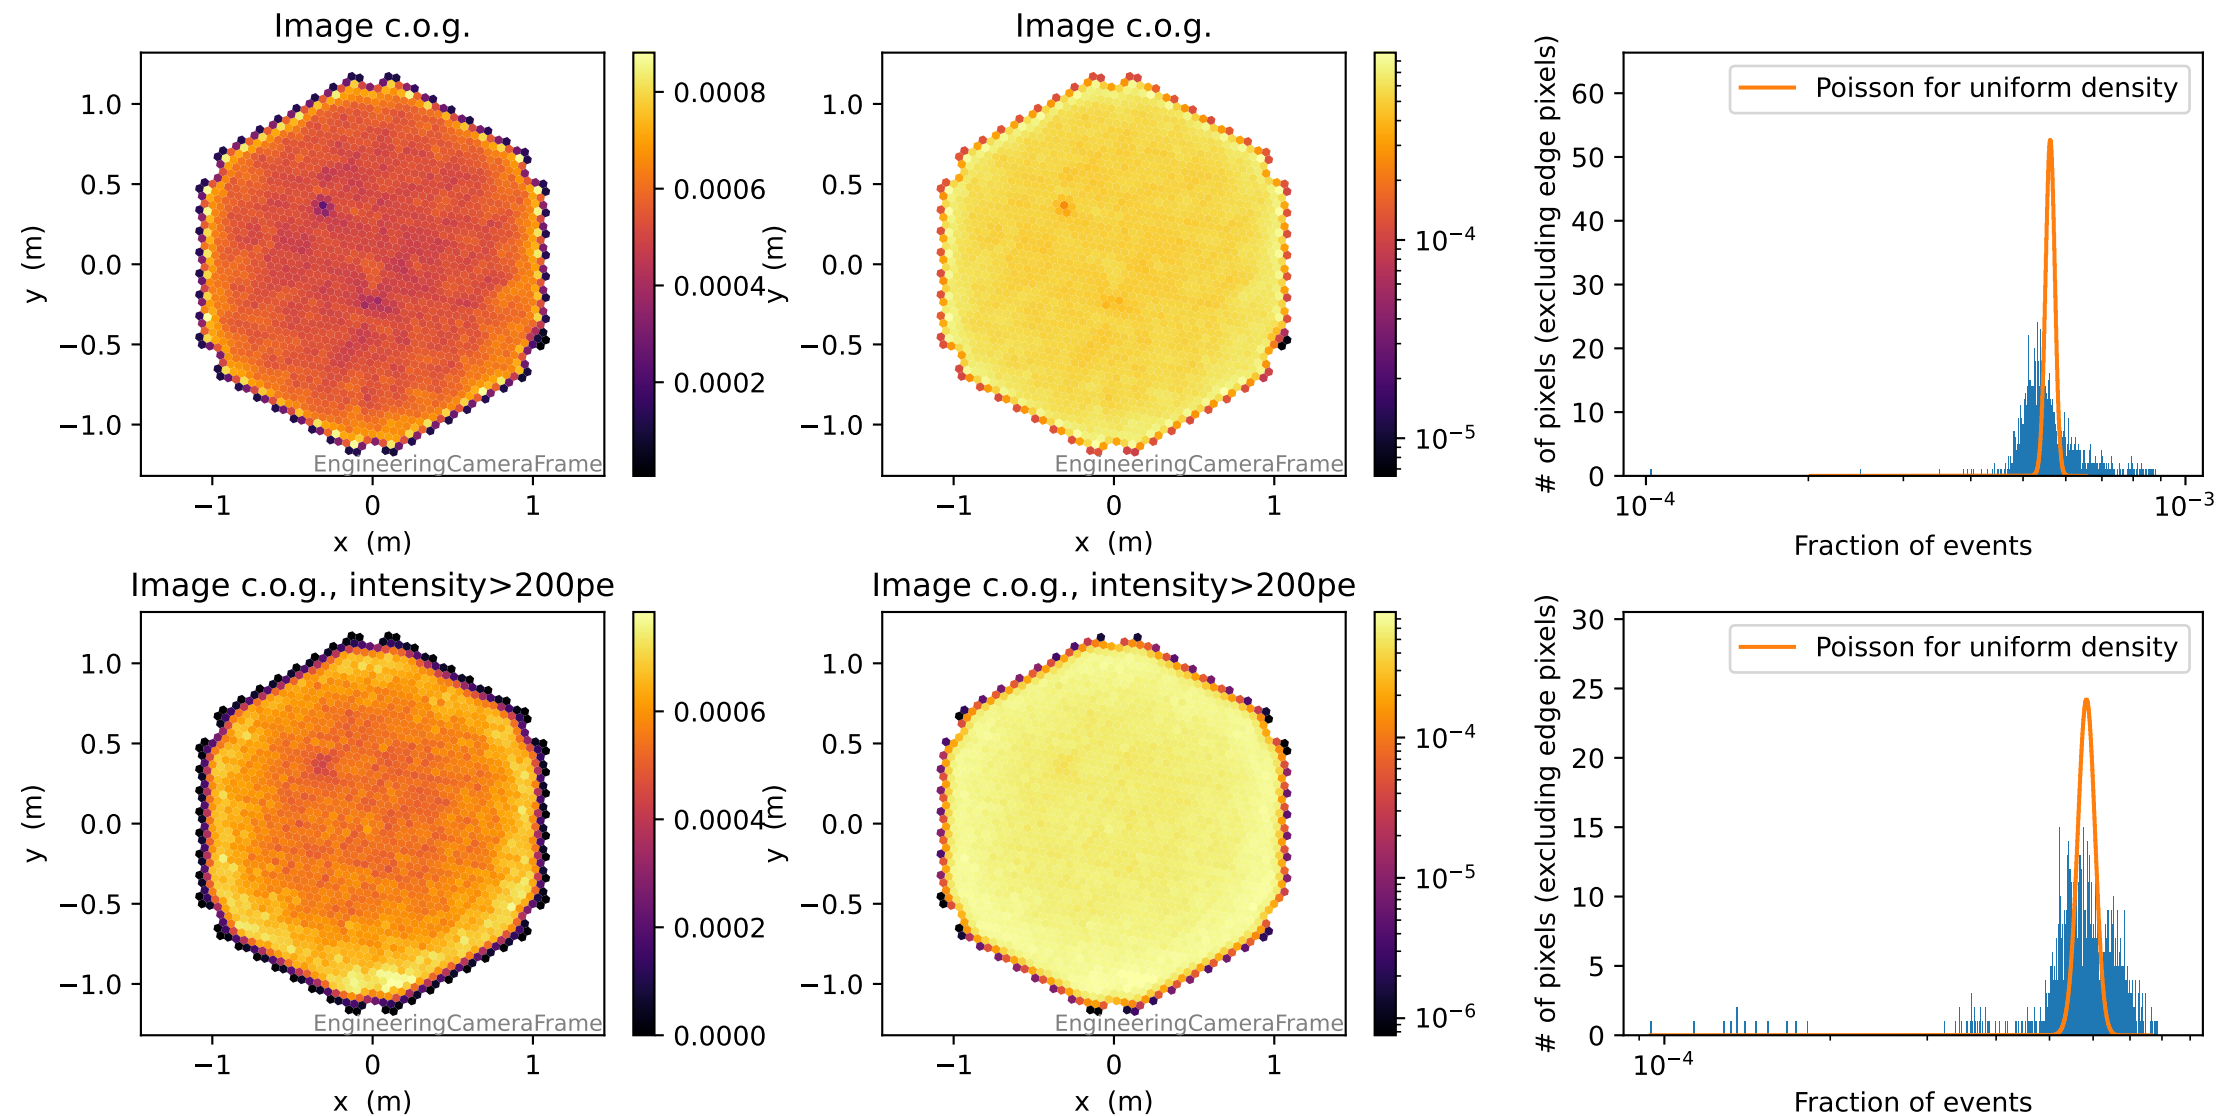 Image c.o.g.
1.0
0.5
0.0
−0.5
−1.0
y (m)
−1
0
1
x (m)
EngineeringCameraFrame
0.0008
0.0006
0.0004
0.0002
Image c.o.g.
1.0
0.5
0.0
−0.5
−1.0
y (m)
−1
0
1
x (m)
EngineeringCameraFrame
10⁻⁴
10⁻⁵
# of pixels (excluding edge pixels)
60
50
40
30
20
10
0
Poisson for uniform density
10⁻⁴
10⁻³
Fraction of events
Image c.o.g., intensity>200pe
1.0
0.5
0.0
−0.5
−1.0
y (m)
−1
0
1
x (m)
EngineeringCameraFrame
0.0006
0.0004
0.0002
0.0000
Image c.o.g., intensity>200pe
1.0
0.5
0.0
−0.5
−1.0
y (m)
−1
0
1
x (m)
EngineeringCameraFrame
10⁻⁴
10⁻⁵
10⁻⁶
# of pixels (excluding edge pixels)
30
25
20
15
10
5
0
Poisson for uniform density
10⁻⁴
Fraction of events